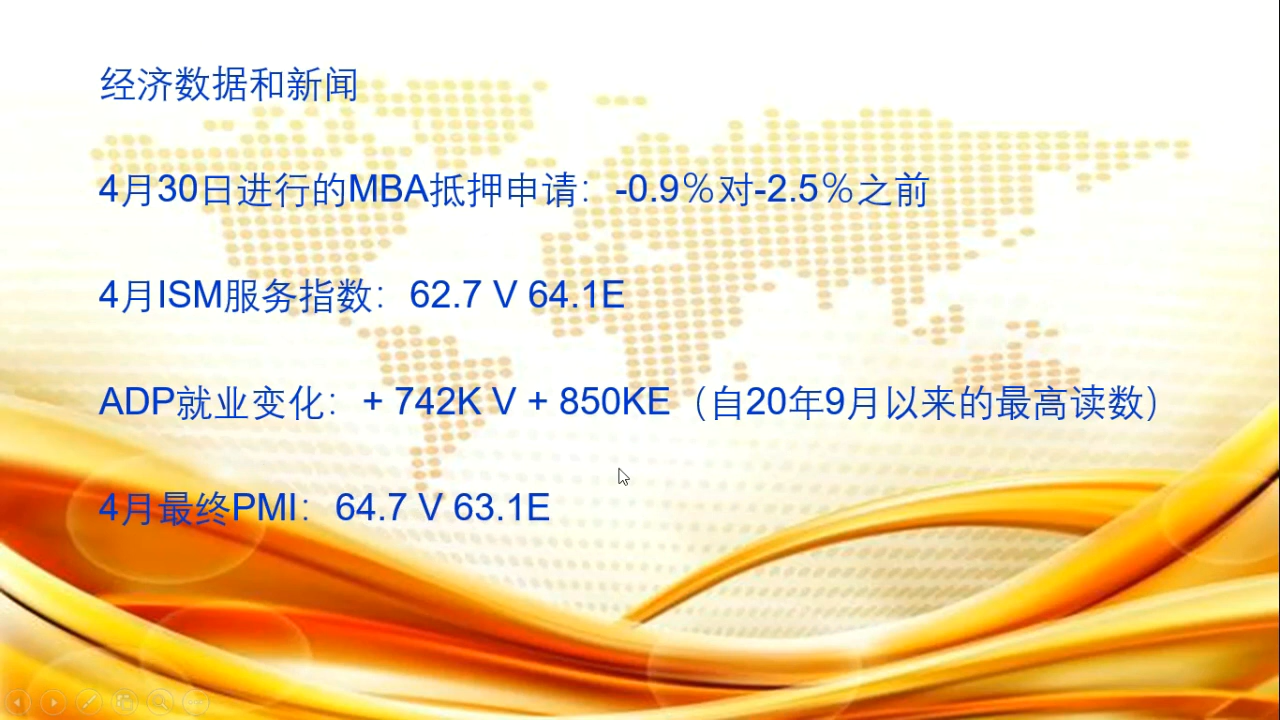 经济数据和新闻
4月30日进行的MBA抵押申请：-0.9％对-2.5％之前
4月ISM服务指数：62.7 V 64.1E
ADP就业变化：+ 742K V + 850KE（自20年9月以来的最高读数）
4月最终PMI：64.7 V 63.1E